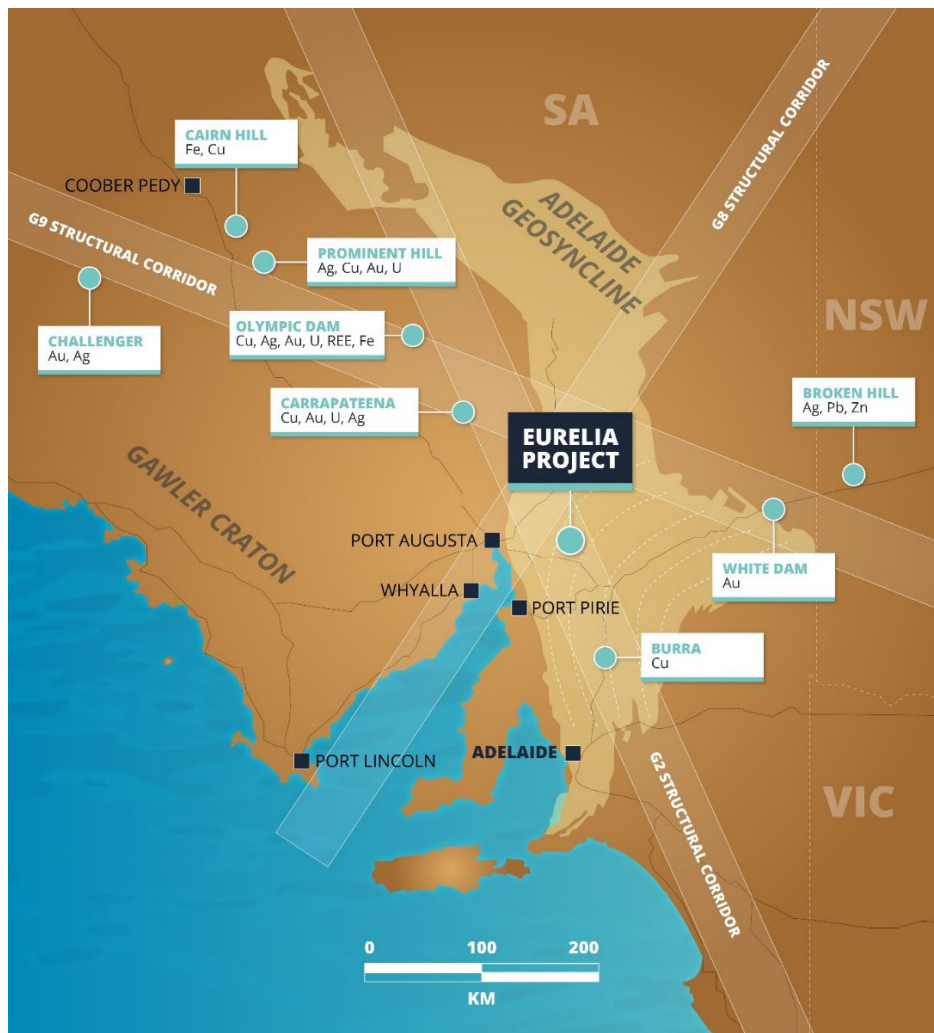 SA
CAIRN HILL
Fe, Cu
COOBER PEDY
G8 STRUCTURAL CORRIDOR
ADELAIDE
GEOSYNCLINE
G9 STRUCTURAL CORRIDOR
PROMINENT HILL
Ag, Cu, Au, U
NSW
OLYMPIC DAM
Cu, Ag, Au, U, REE, Fe
CHALLENGER
Au, Ag
CARRAPATEENA
Cu, Au, U, Ag
BROKEN HILL
Ag, Pb, Zn
EURELIA
PROJECT
GAWLER CRATON
PORT AUGUSTA
WHITE DAM
Au
WHYALLA
PORT PIRIE
BURRA
Cu
ADELAIDE
PORT LINCOLN
G2 STRUCTURAL CORRIDOR
VIC
0 100 200
KM